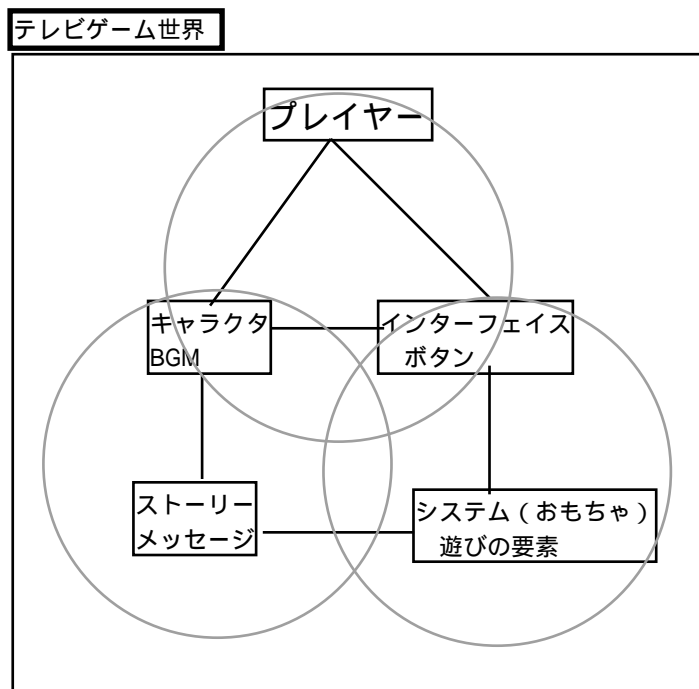 テレビゲーム世界
プレイヤー
キャラクタ
BGM
インターフェイス
ボタン
ストーリー
メッセージ
システム（おもちゃ）
遊びの要素